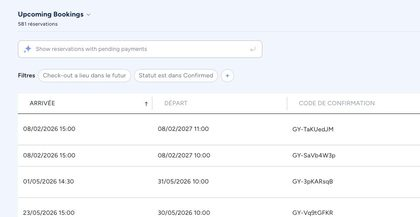 Upcoming Bookings
581 réservations
Show reservations with pending payments
Filtres Check-out a lieu dans le futur Statut est dans Confirmed +
ARRIVÉE ↑ DÉPART CODE DE CONFIRMATION
08/02/2026 15:00 08/02/2027 11:00 GY-TaKUedJM
08/02/2026 15:00 08/02/2027 10:00 GY-SaVb4W3p
01/05/2026 14:30 31/05/2026 10:00 GY-3pKARsqB
23/05/2026 15:00 30/05/2026 10:00 GY-Vq9tGFKR